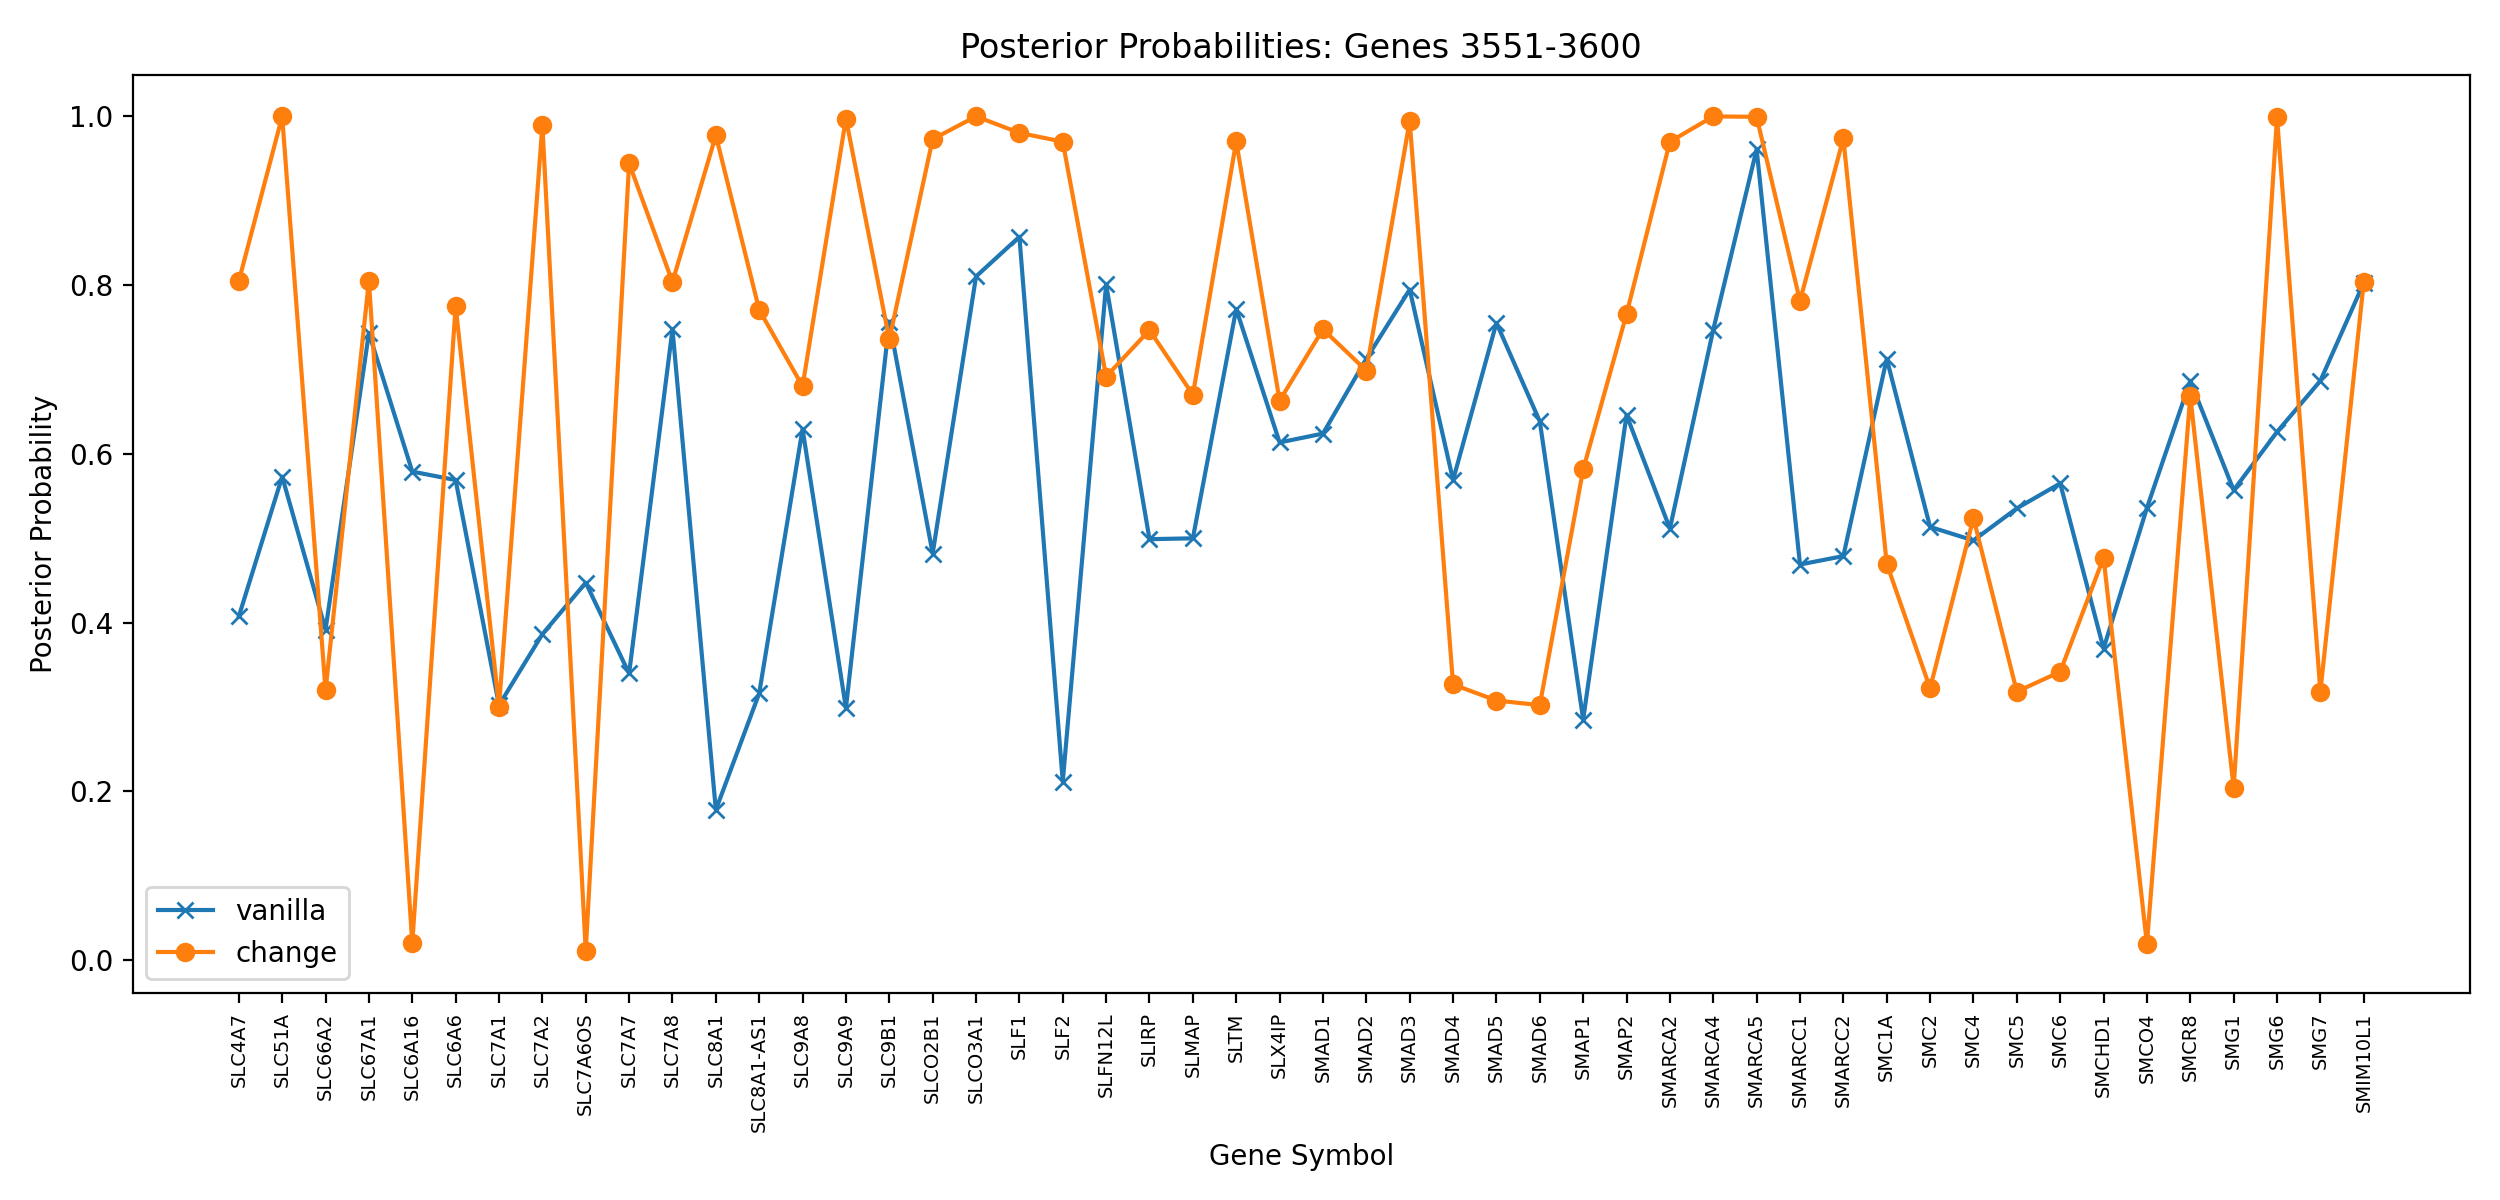 Posterior Probabilities: Genes 3551-3600
Posterior Probability
1.0
0.8
0.6
0.4
0.2
0.0
vanilla
change
SLC4A7
SLC51A
SLC66A2
SLC67A1
SLC6A16
SLC6A6
SLC7A1
SLC7A2
SLC7A6OS
SLC7A7
SLC7A8
SLC8A1
SLC8A1-AS1
SLC9A8
SLC9A9
SLC9B1
SLCO2B1
SLCO3A1
SLF1
SLF2
SLFN12L
SLIRP
SLMAP
SLTM
SLX4IP
SMAD1
SMAD2
SMAD3
SMAD4
SMAD5
SMAD6
SMAP1
SMAP2
SMARCA2
SMARCA4
SMARCA5
SMARCC1
SMARCC2
SMC1A
SMC2
SMC4
SMC5
SMC6
SMCHD1
SMCO4
SMCR8
SMG1
SMG6
SMG7
SMIM10L1
Gene Symbol